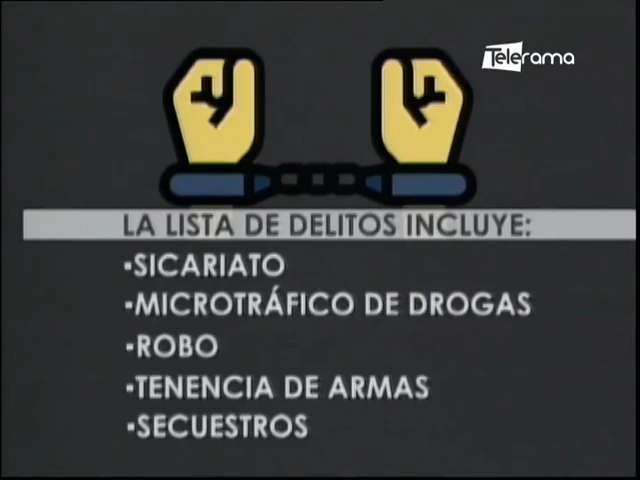 Telerama
LA LISTA DE DELITOS INCLUYE:
▪SICARIATO
▪MICROTRÁFICO DE DROGAS
▪ROBO
▪TENENCIA DE ARMAS
▪SECUESTROS